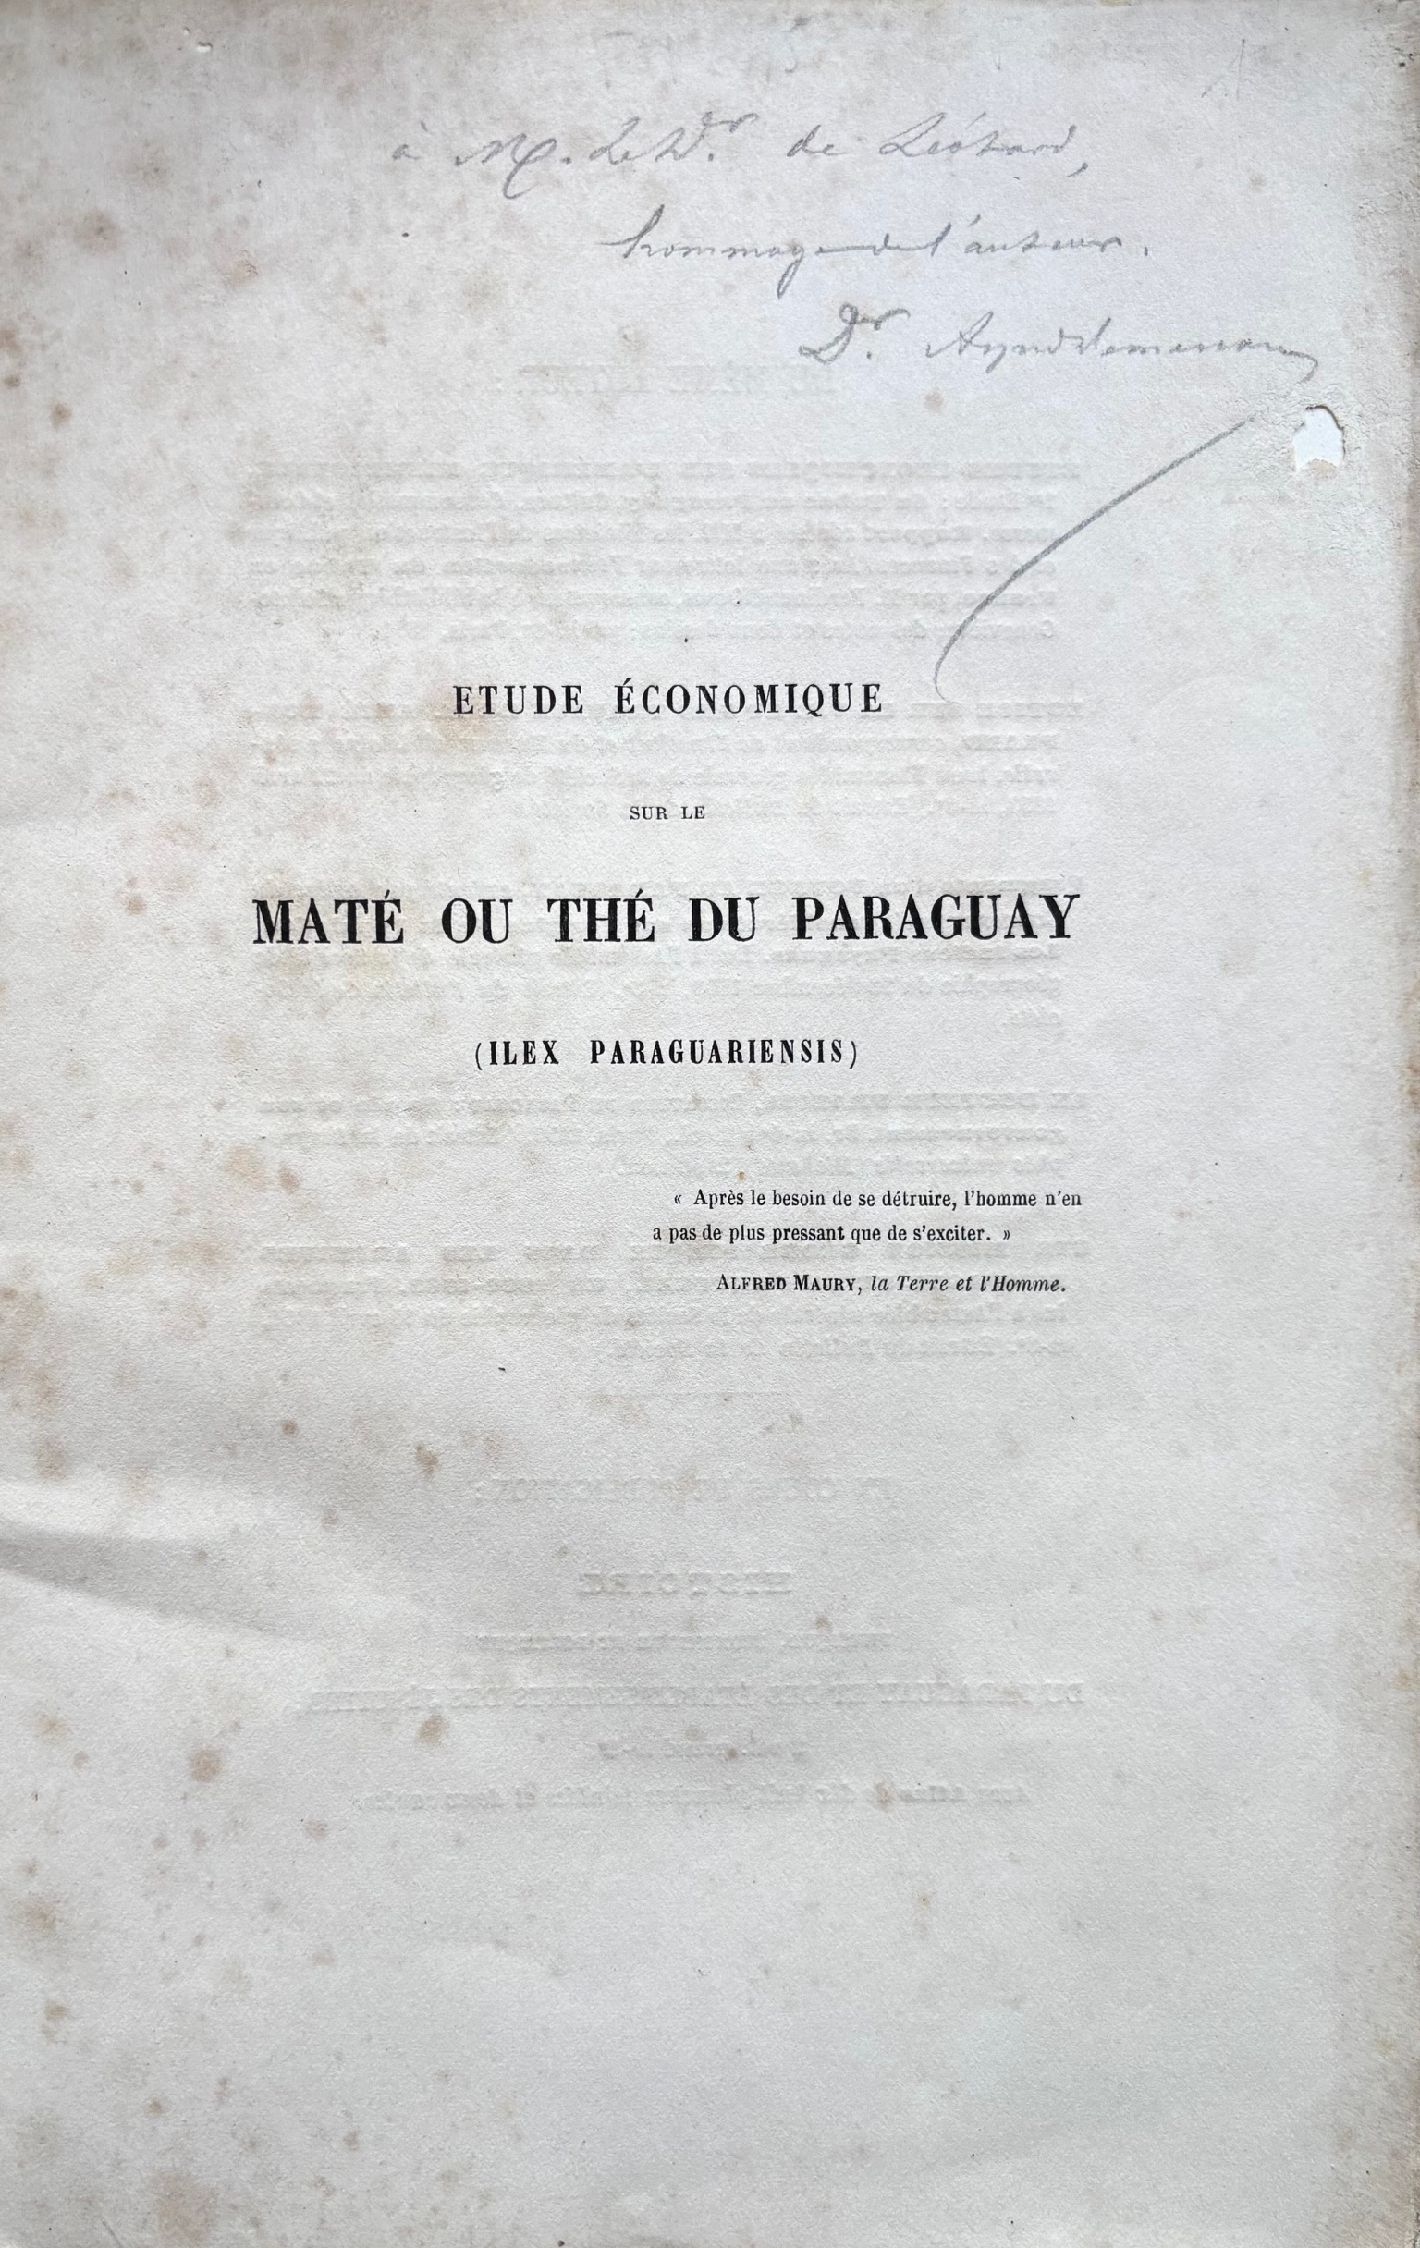 à M. Le Dr. de Léotard,
hommage de l'auteur.
Dr.
ETUDE ÉCONOMIQUE
SUR LE
MATÉ OU THÉ DU PARAGUAY
(ILEX PARAGUARIENSIS)
« Après le besoin de se détruire, l'homme n'en
a pas de plus pressant que de s'exciter. »
ALFRED MAURY, la Terre et l'Homme.